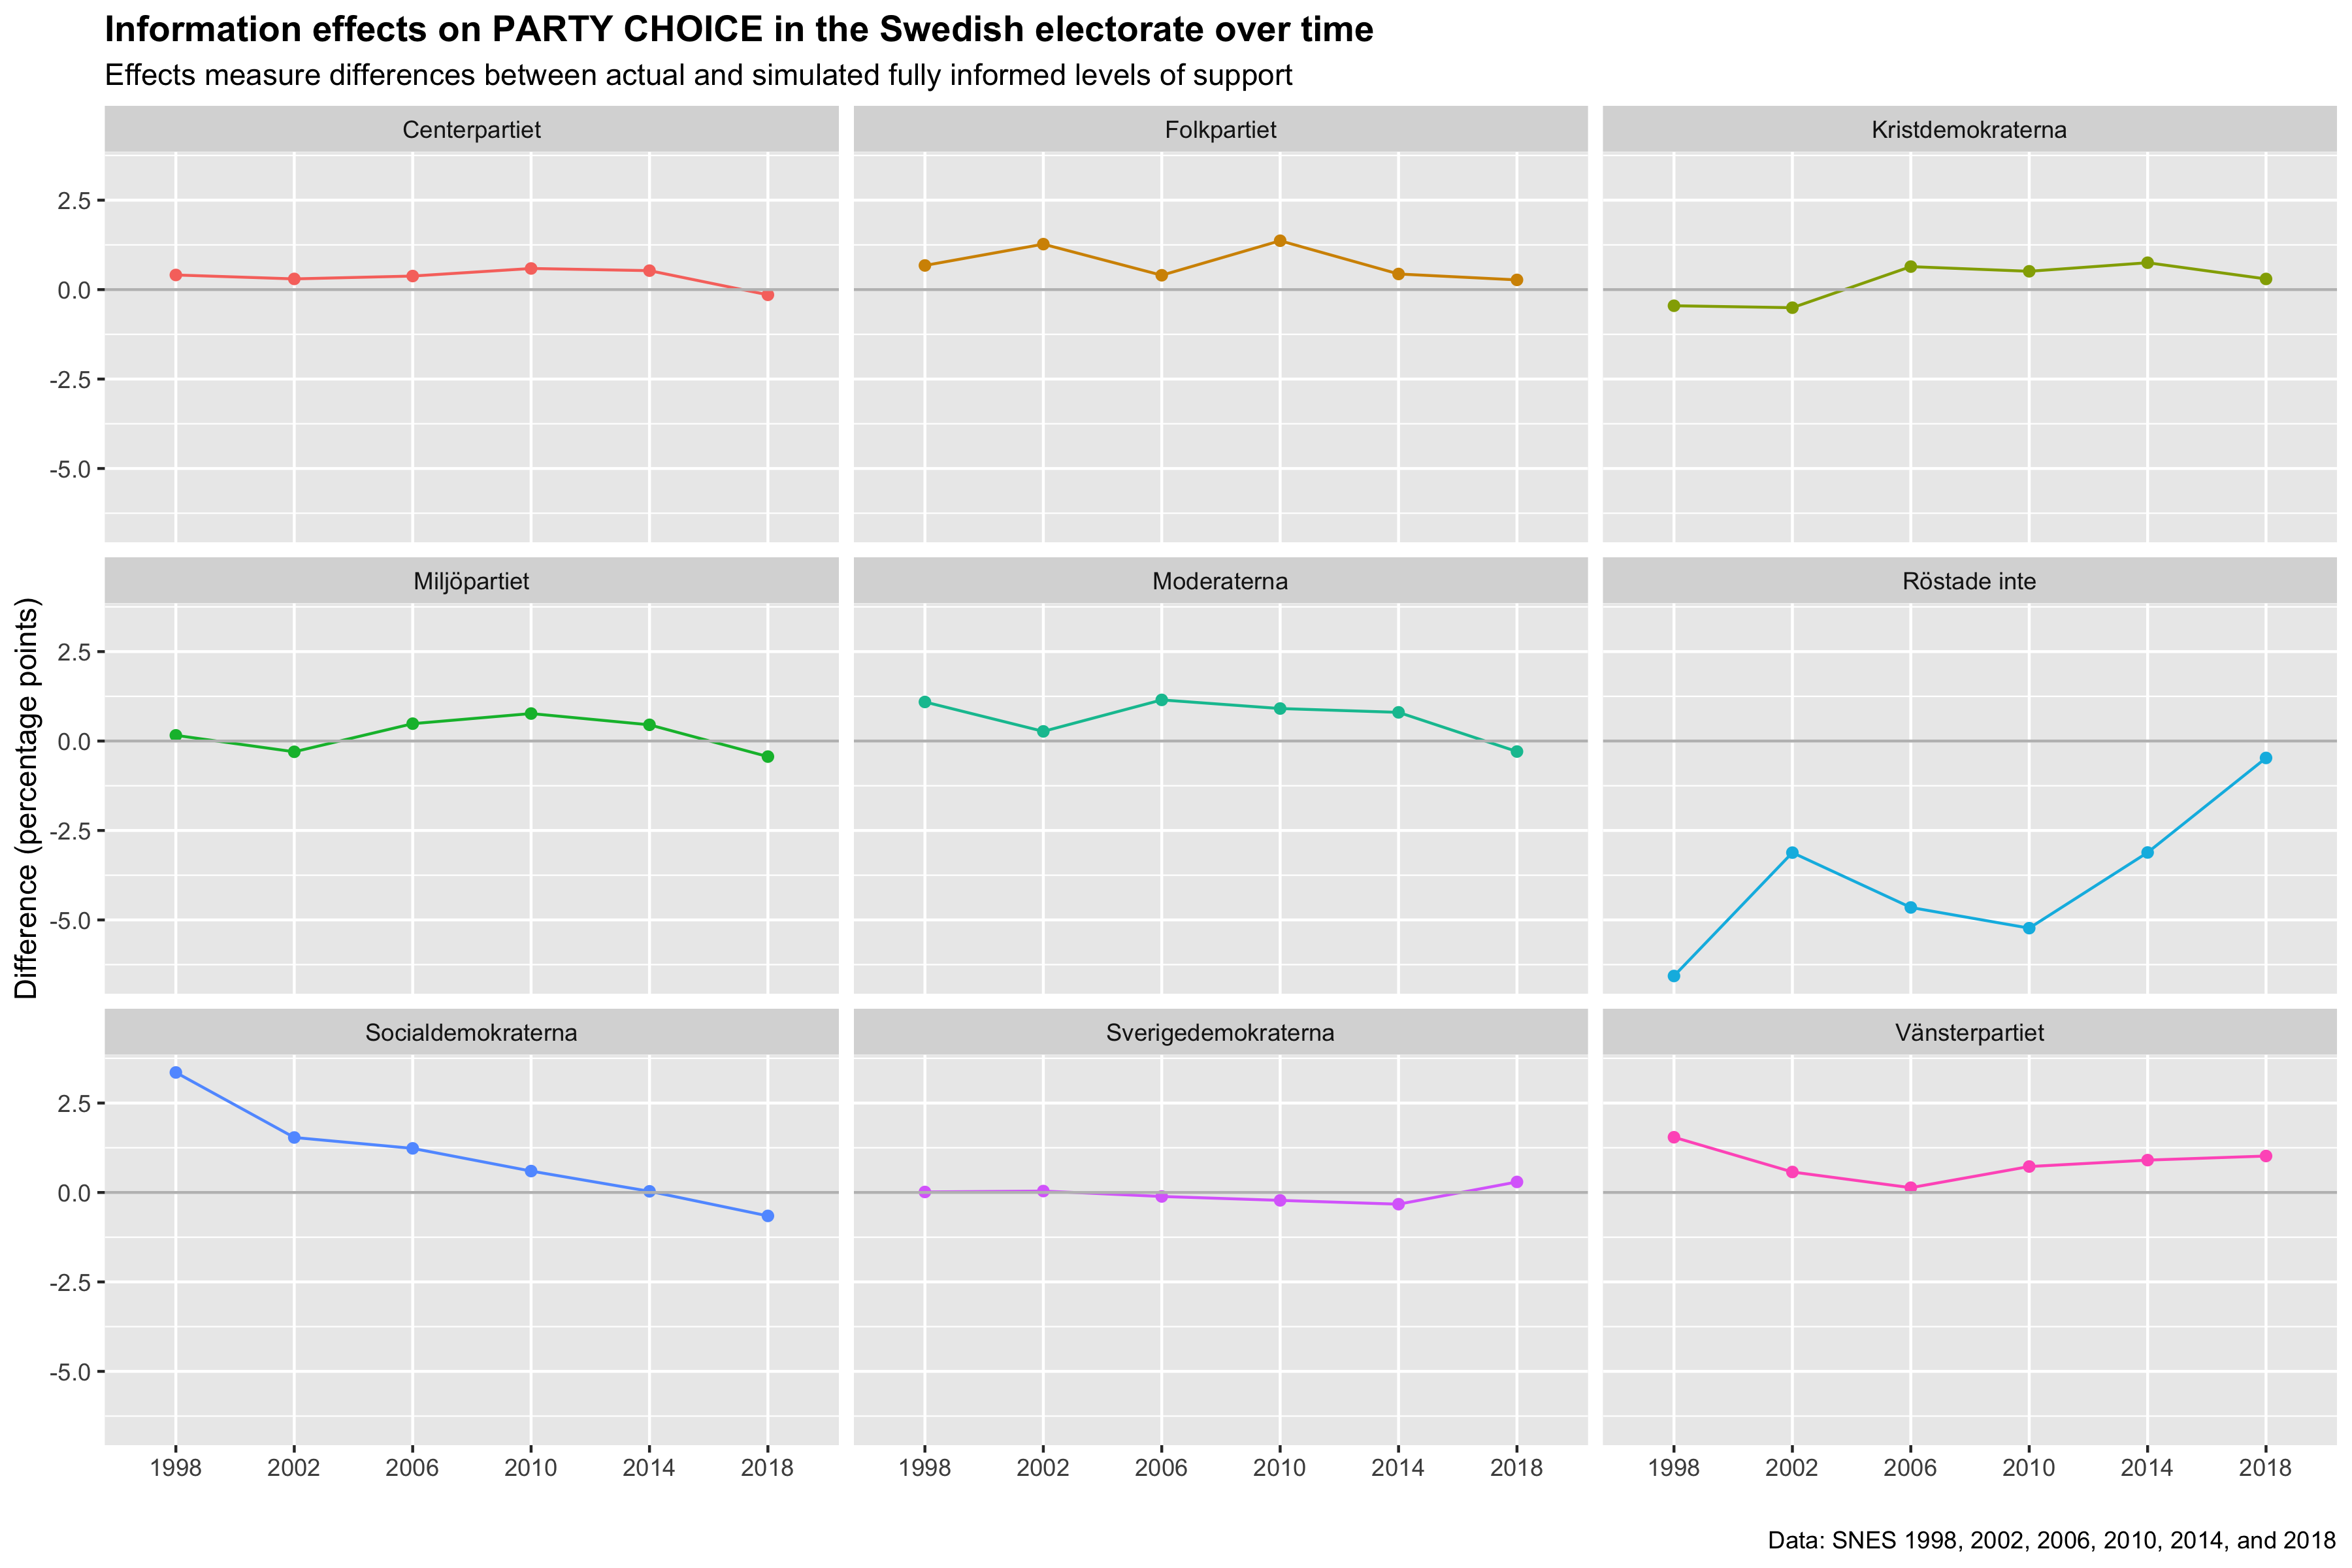 Information effects on PARTY CHOICE in the Swedish electorate over time
Effects measure differences between actual and simulated fully informed levels of support
Centerpartiet
Folkpartiet
Kristdemokraterna
2.5
0.0
-2.5
-5.0
Miljöpartiet
Moderaterna
Röstade inte
2.5
0.0
-2.5
-5.0
Difference (percentage points)
Socialdemokraterna
Sverigedemokraterna
Vänsterpartiet
2.5
0.0
-2.5
-5.0
1998 2002 2006 2010 2014 2018
1998 2002 2006 2010 2014 2018
1998 2002 2006 2010 2014 2018
Data: SNES 1998, 2002, 2006, 2010, 2014, and 2018